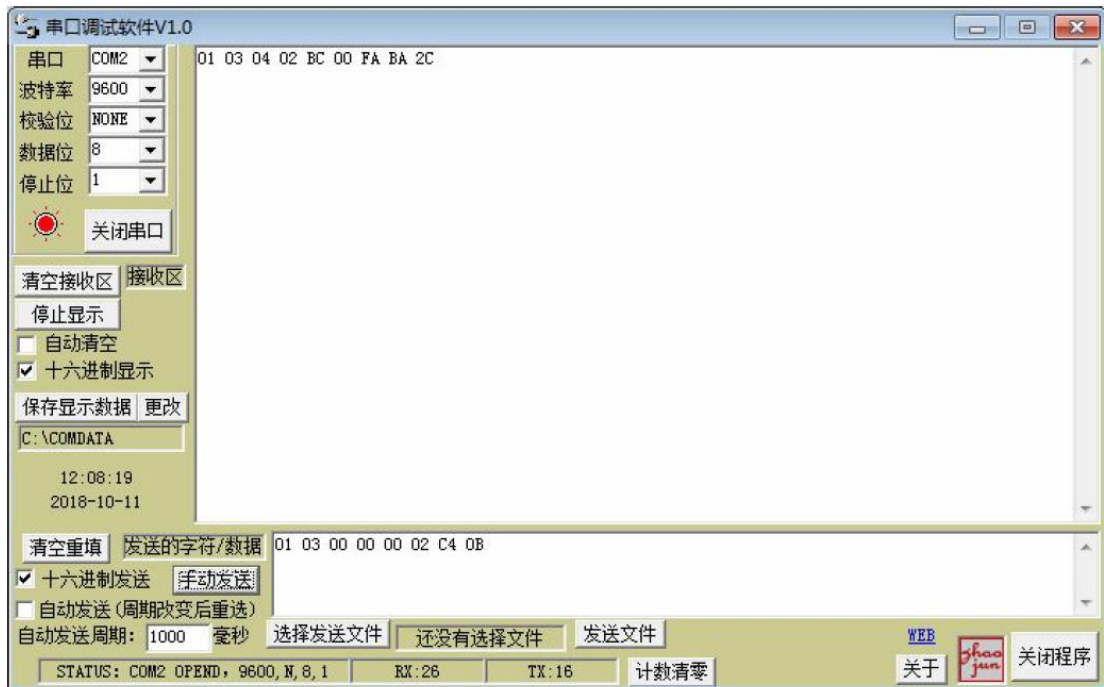 串口调试软件V1.0
串口 COM2
01 03 04 02 BC 00 FA BA 2C
波特率 9600
校验位 NONE
数据位 8
停止位 1
关闭串口
清空接收区 接收区
停止显示
自动清空
十六进制显示
保存显示数据 更改
C:\COMDATA
12:08:19
2018-10-11
清空重填 发送的字符/数据 01 03 00 00 00 02 C4 0B
十六进制发送 手动发送
自动发送(周期改变后重选)
自动发送周期: 1000 毫秒 选择发送文件 还没有选择文件 发送文件 WEB
STATUS: COM2 OPEND, 9600,N,8,1 RX:26 TX:16 计数清零 关于 zhao jun 关闭程序